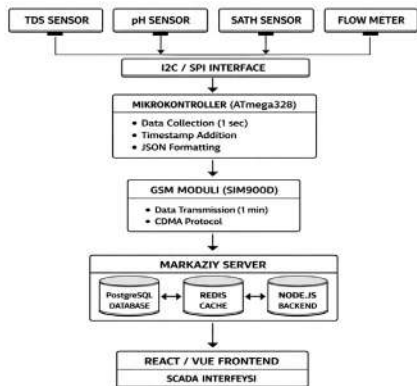 TDS SENSOR
pH SENSOR
SATH SENSOR
FLOW METER
I2C / SPI INTERFACE
MIKROKONTROLLER (ATmega328)
• Data Collection (1 sec)
• Timestamp Addition
• JSON Formatting
GSM MODULI (SIM900D)
• Data Transmission (1 min)
• CDMA Protocol
MARKAZIY SERVER
PostgreSQL
DATABASE
REDIS
CACHE
NODE.JS
BACKEND
REACT / VUE FRONTEND
SCADA INTERFEYSI